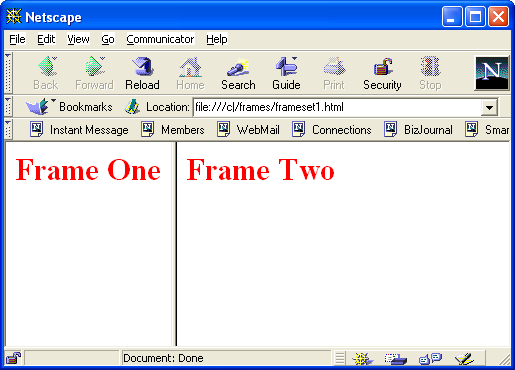 Netscape
File Edit View Go Communicator Help
Back Forward Reload Home Search Guide Print Security Stop N
Bookmarks Location: file:///c|/frames/frameset1.html
Instant Message Members WebMail Connections BizJournal Smar
Frame One Frame Two
Document: Done